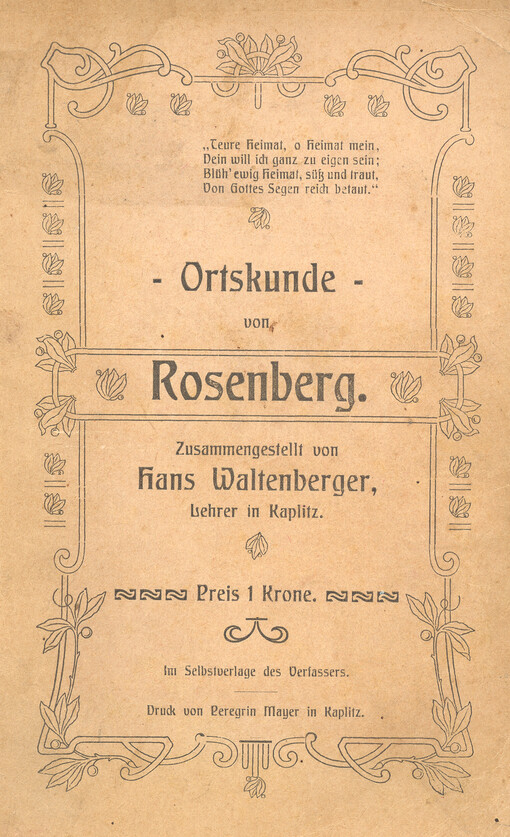 „Teure Heimat, o Heimat mein,
Dein will ich ganz zu eigen sein;
Blüh' ewig Heimat, süß und traut,
Von Gottes Segen reich betaut.“
- Ortskunde -
von
Rosenberg.
Zusammengestellt von
Hans Waltenberger,
Lehrer in Kaplitz.
Preis 1 Krone.
Im Selbstverlage des Verfassers.
Druck von Peregrin Mayer in Kaplitz.